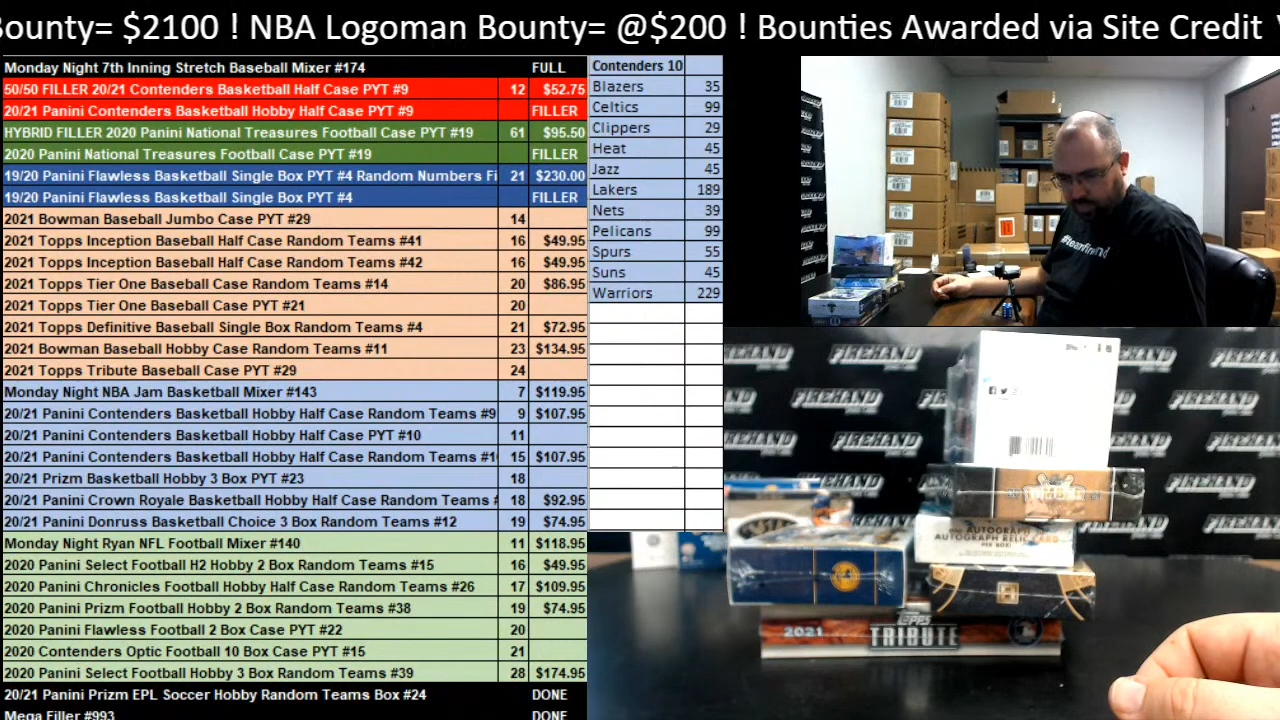 Bounty= $2100 ! NBA Logoman Bounty= @$200 ! Bounties Awarded via Site Credit
Monday Night 7th Inning Stretch Baseball Mixer #174 FULL
50/50 FILLER 20/21 Contenders Basketball Half Case PYT #9 12 $52.75
20/21 Panini Contenders Basketball Hobby Half Case PYT #9 FILLER
HYBRID FILLER 2020 Panini National Treasures Football Case PYT #19 61 $95.50
2020 Panini National Treasures Football Case PYT #19 FILLER
19/20 Panini Flawless Basketball Single Box PYT #4 Random Numbers Fi 21 $230.00
19/20 Panini Flawless Basketball Single Box PYT #4 FILLER
2021 Bowman Baseball Jumbo Case PYT #29 14
2021 Topps Inception Baseball Half Case Random Teams #41 16 $49.95
2021 Topps Inception Baseball Half Case Random Teams #42 16 $49.95
2021 Topps Tier One Baseball Case Random Teams #14 20 $86.95
2021 Topps Tier One Baseball Case PYT #21 20
2021 Topps Definitive Baseball Single Box Random Teams #4 21 $72.95
2021 Bowman Baseball Hobby Case Random Teams #11 23 $134.95
2021 Topps Tribute Baseball Case PYT #29 24
Monday Night NBA Jam Basketball Mixer #143 7 $119.95
20/21 Panini Contenders Basketball Hobby Half Case Random Teams #9 9 $107.95
20/21 Panini Contenders Basketball Hobby Half Case PYT #10 11
20/21 Panini Contenders Basketball Hobby Half Case Random Teams #1 15 $107.95
20/21 Prizm Basketball Hobby 3 Box PYT #23 18
20/21 Panini Crown Royale Basketball Hobby Half Case Random Teams # 18 $92.95
20/21 Panini Donruss Basketball Choice 3 Box Random Teams #12 19 $74.95
Monday Night Ryan NFL Football Mixer #140 11 $118.95
2020 Panini Select Football H2 Hobby 2 Box Random Teams #15 16 $49.95
2020 Panini Chronicles Football Hobby Half Case Random Teams #26 17 $109.95
2020 Panini Prizm Football Hobby 2 Box Random Teams #38 19 $74.95
2020 Panini Flawless Football 2 Box Case PYT #22 20
2020 Contenders Optic Football 10 Box Case PYT #15 21
2020 Panini Select Football Hobby 3 Box Random Teams #39 28 $174.95
20/21 Panini Prizm EPL Soccer Hobby Random Teams Box #24 DONE
Mega Filler #993 DONE
Contenders 10
Blazers 35
Celtics 99
Clippers 29
Heat 45
Jazz 45
Lakers 189
Nets 39
Pelicans 99
Spurs 55
Suns 45
Warriors 229
FIREHAND
FIREHAND
FIREHAND
FIREHAND
FIREHAND
AUTOGRAPH
AUTOGRAPH RELIC CARD
PER BOX!
2021 TOPPS TRIBUTE